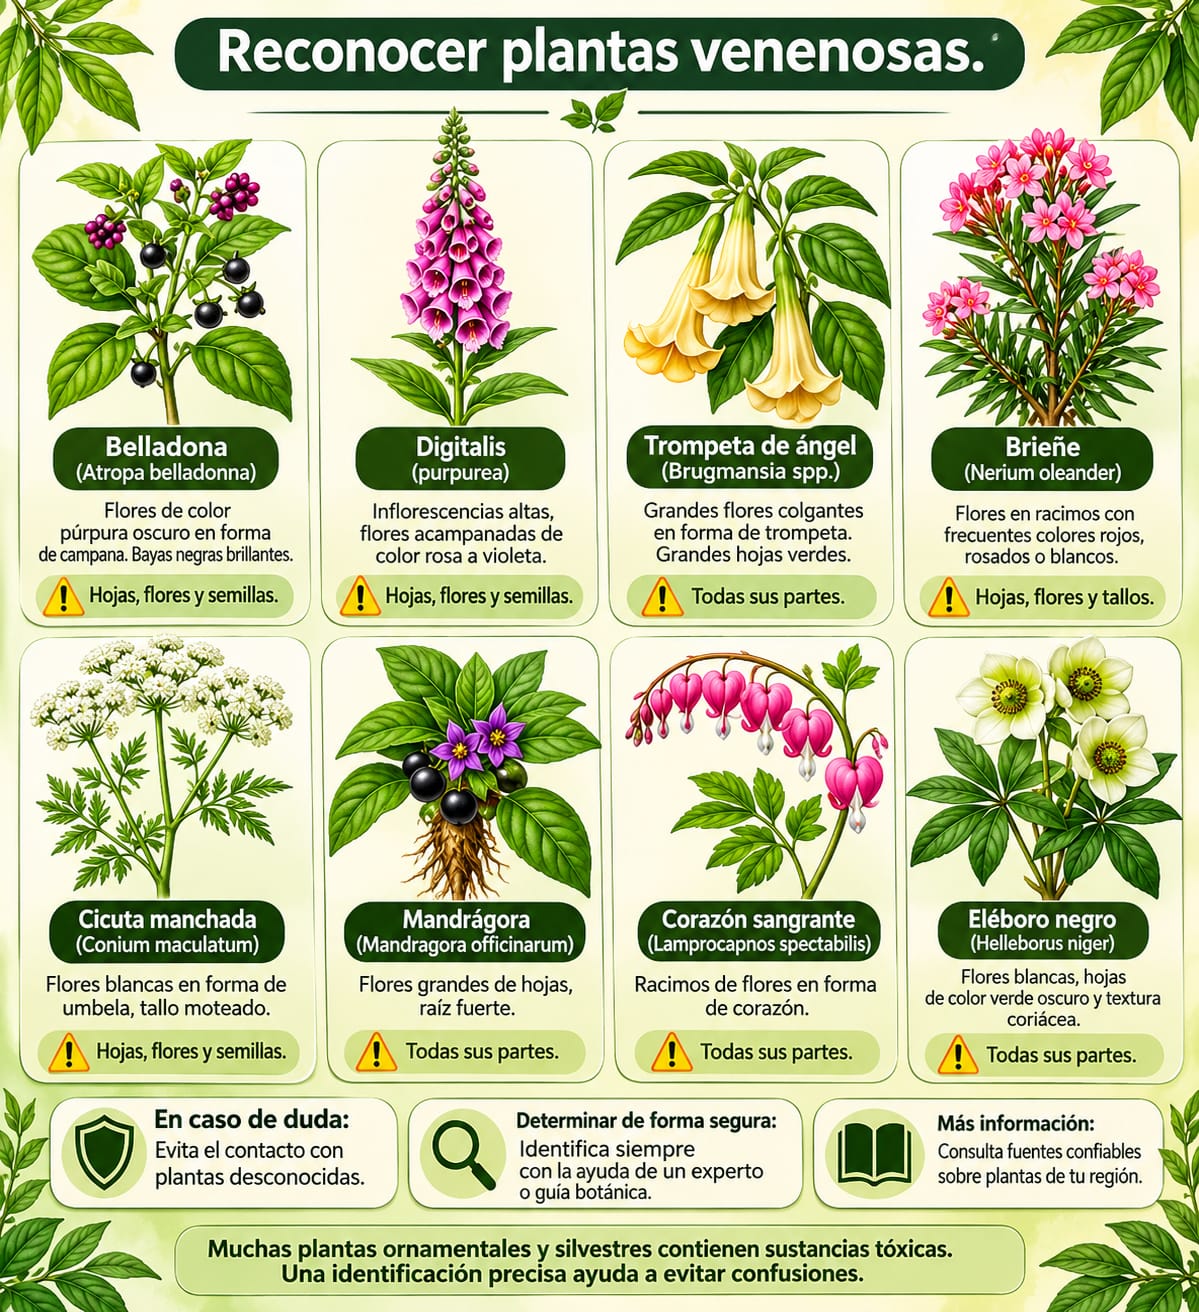 Reconocer plantas venenosas.
Belladona
(Atropa belladonna)
Flores de color
púrpura oscuro en forma
de campana. Bayas negras brillantes.
Hojas, flores y semillas.
Digitalis
(purpurea)
Inflorescencias altas,
flores acampanadas de
color rosa a violeta.
Hojas, flores y semillas.
Trompeta de ángel
(Brugmansia spp.)
Grandes flores colgantes
en forma de trompeta.
Grandes hojas verdes.
Todas sus partes.
Brieñe
(Nerium oleander)
Flores en racimos con
frecuentes colores rojos,
rosados o blancos.
Hojas, flores y tallos.
Cicuta manchada
(Conium maculatum)
Flores blancas en forma de
umbela, tallo moteado.
Hojas, flores y semillas.
Mandrágora
(Mandragora officinarum)
Flores grandes de hojas,
raíz fuerte.
Todas sus partes.
Corazón sangrante
(Lamprocapnos spectabilis)
Racimos de flores en forma
de corazón.
Todas sus partes.
Eléboro negro
(Helleborus niger)
Flores blancas, hojas
de color verde oscuro y textura
coriácea.
Todas sus partes.
En caso de duda:
Evita el contacto con
plantas desconocidas.
Determinar de forma segura:
Identifica siempre
con la ayuda de un experto
o guía botánica.
Más información:
Consulta fuentes confiables
sobre plantas de tu región.
Muchas plantas ornamentales y silvestres contienen sustancias tóxicas.
Una identificación precisa ayuda a evitar confusiones.